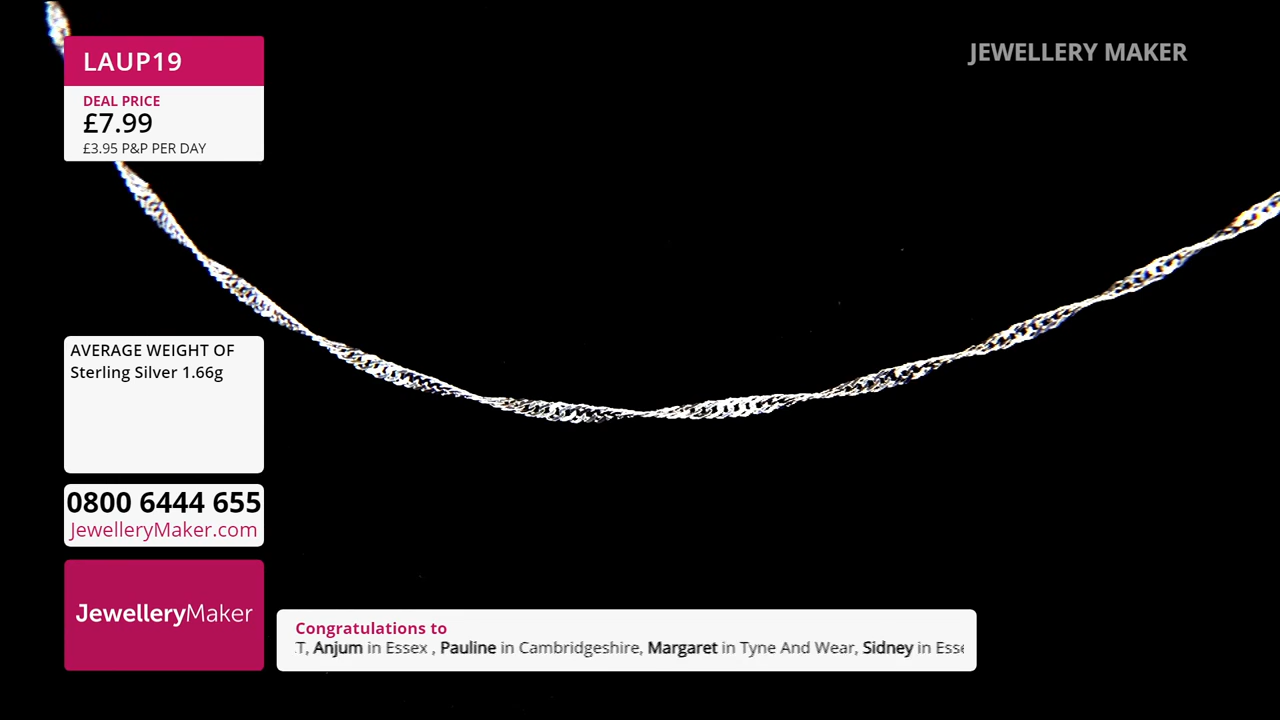 LAUP19
DEAL PRICE
£7.99
£3.95 P&P PER DAY
JEWELLERY MAKER
AVERAGE WEIGHT OF
Sterling Silver 1.66g
0800 6444 655
JewelleryMaker.com
JewelleryMaker
Congratulations to
T, Anjum in Essex , Pauline in Cambridgeshire, Margaret in Tyne And Wear, Sidney in Esse